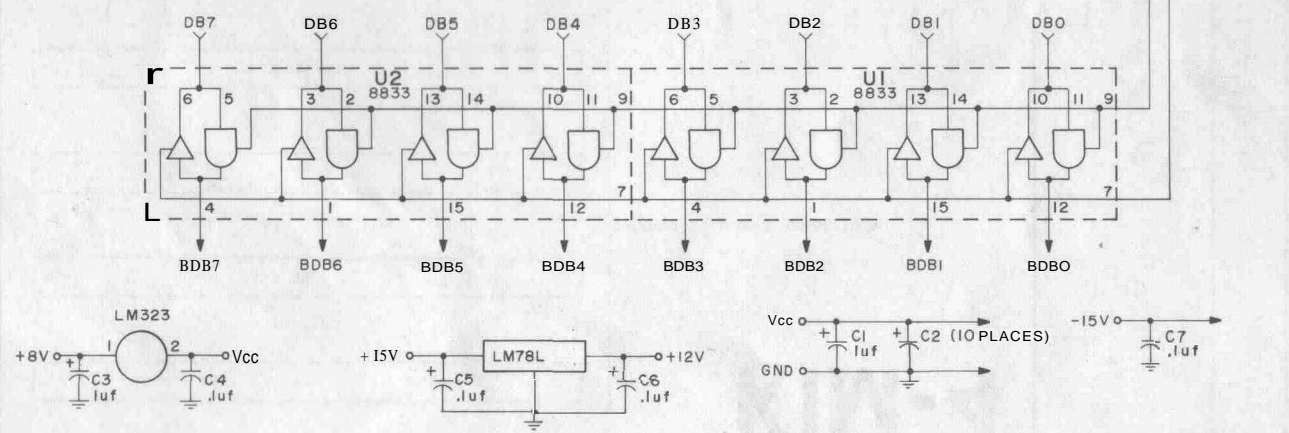 DB7 DB6 DB5 DB4 DB3 DB2 DB1 DB0
U2 U1
8833 8833
6 5 3 2 13 14 10 11 9 6 5 3 2 13 14 10 11 9
7 7
4 1 15 12 4 1 15 12
BDB7 BDB6 BDB5 BDB4 BDB3 BDB2 BDB1 BDB0
LM323
+8V 1 2 Vcc
+ C3 .1uf
C4 .1uf
+15V LM78L +12V
+ C5 .1uf
+ C6 .1uf
Vcc
+ C1 1uf
+ C2 (10 PLACES)
GND
-15V
C7 .1uf